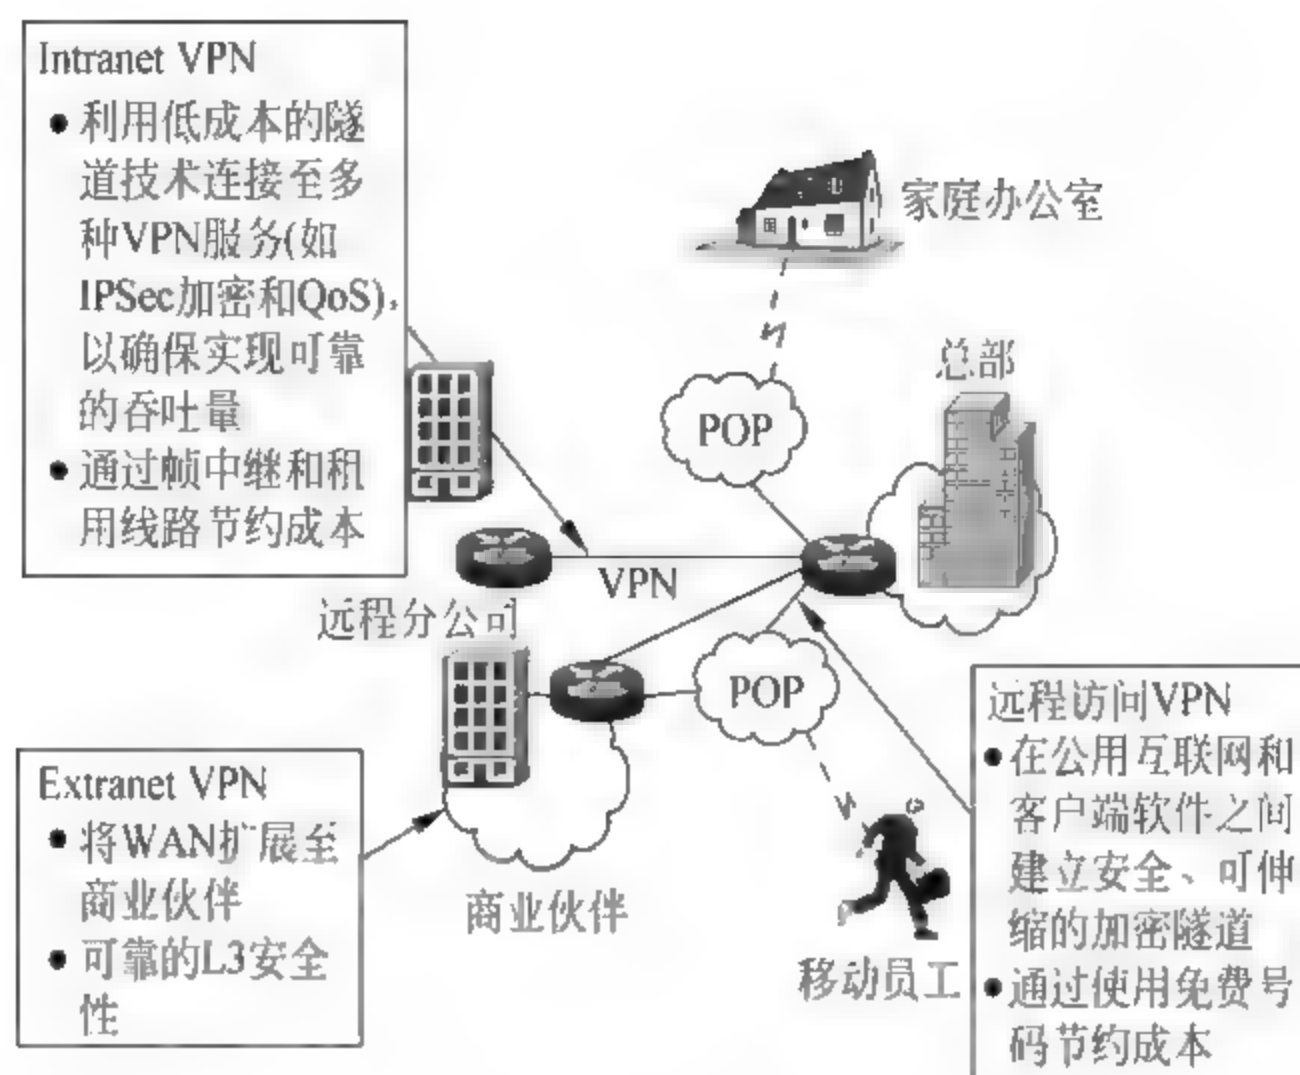 Intranet VPN
● 利用低成本的隧
道技术连接至多
种VPN服务(如
IPSec加密和QoS),
以确保实现可靠
的吞吐量
● 通过帧中继和租
用线路节约成本
家庭办公室
总部
POP
VPN
远程分公司
POP
Extranet VPN
● 将WAN扩展至
商业伙伴
● 可靠的L3安全
性
商业伙伴
移动员工
远程访问VPN
● 在公用互联网和
客户端软件之间
建立安全、可伸
缩的加密隧道
● 通过使用免费号
码节约成本